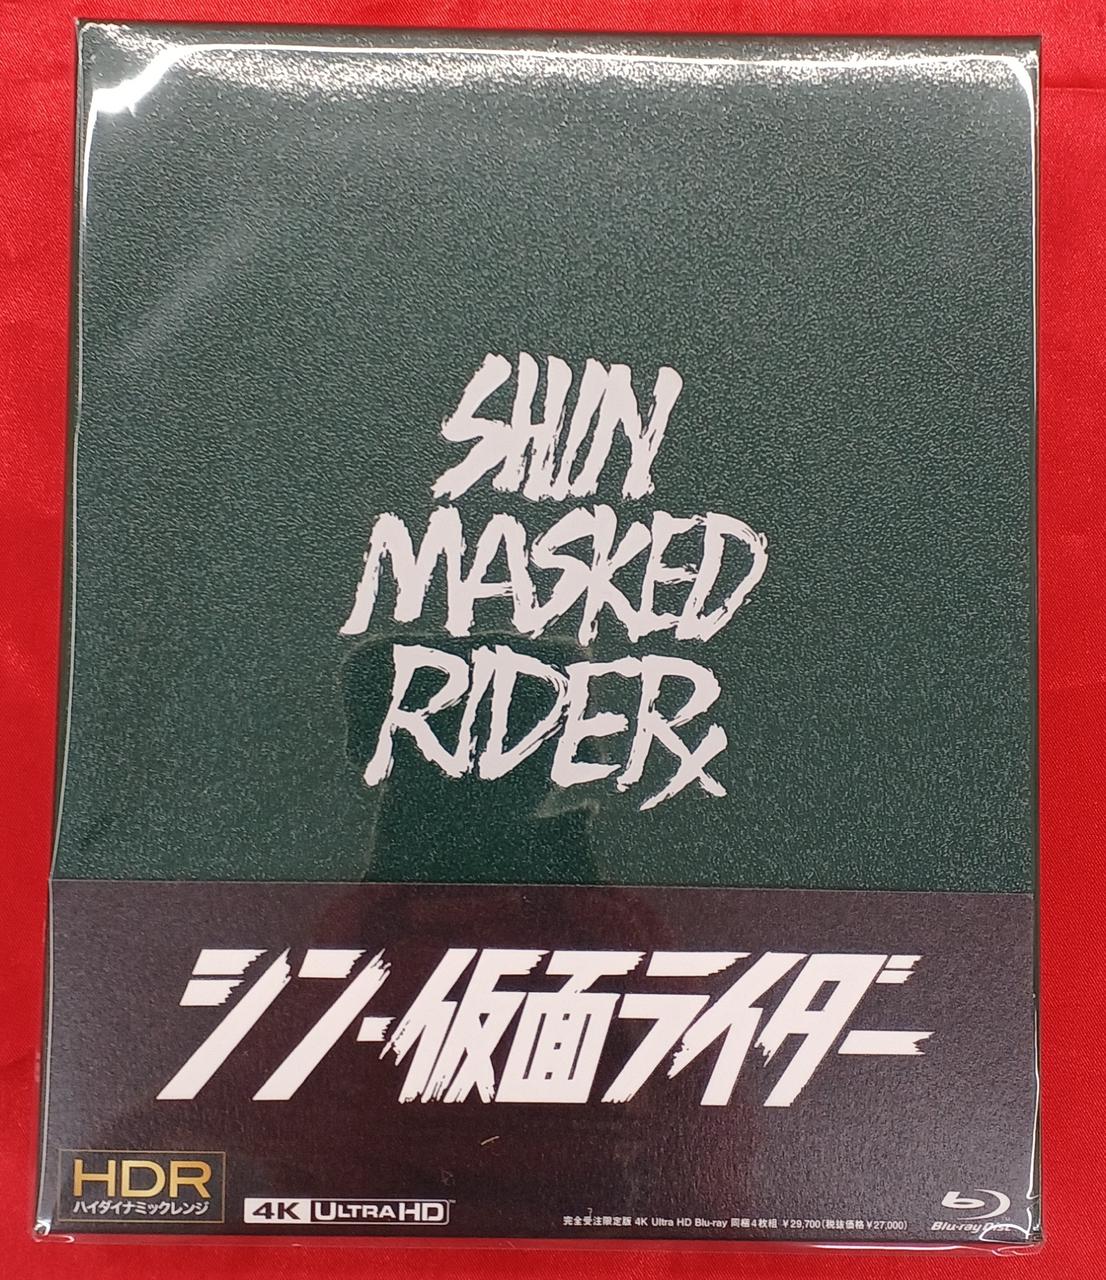 SHIN
MASKED
RIDER
シン・仮面ライダー
HDR
ハイダイナミックレンジ
4K ULTRA HD™
完全受注限定版 4K Ultra HD Blu-ray 同梱4枚組 ¥29,700(税抜価格¥27,000)
Blu-ray Disc